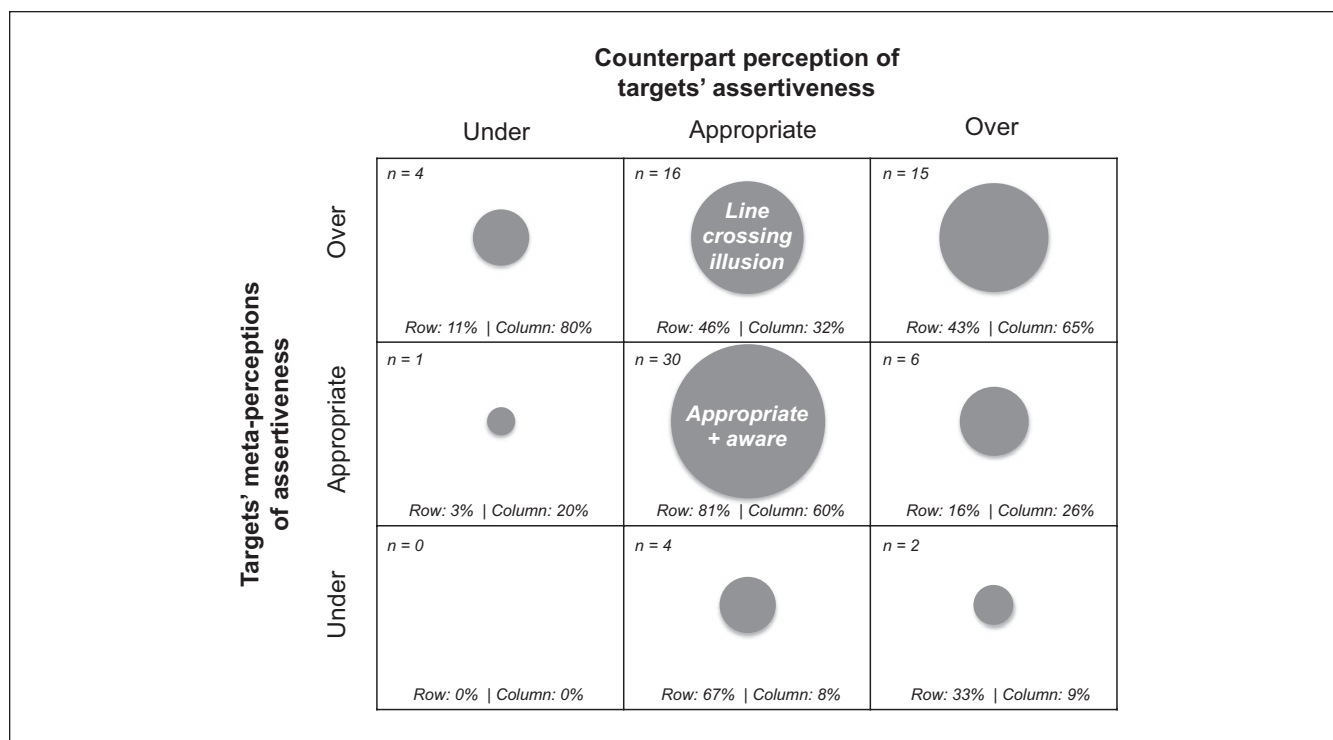 Counterpart perception of
targets’ assertiveness
Under
Appropriate
Over
Targets’ meta-perceptions
of assertiveness
Over
n = 4
Row: 11% | Column: 80%
n = 16
Line
crossing
illusion
Row: 46% | Column: 32%
n = 15
Row: 43% | Column: 65%
Appropriate
n = 1
Row: 3% | Column: 20%
n = 30
Appropriate
+ aware
Row: 81% | Column: 60%
n = 6
Row: 16% | Column: 26%
Under
n = 0
Row: 0% | Column: 0%
n = 4
Row: 67% | Column: 8%
n = 2
Row: 33% | Column: 9%